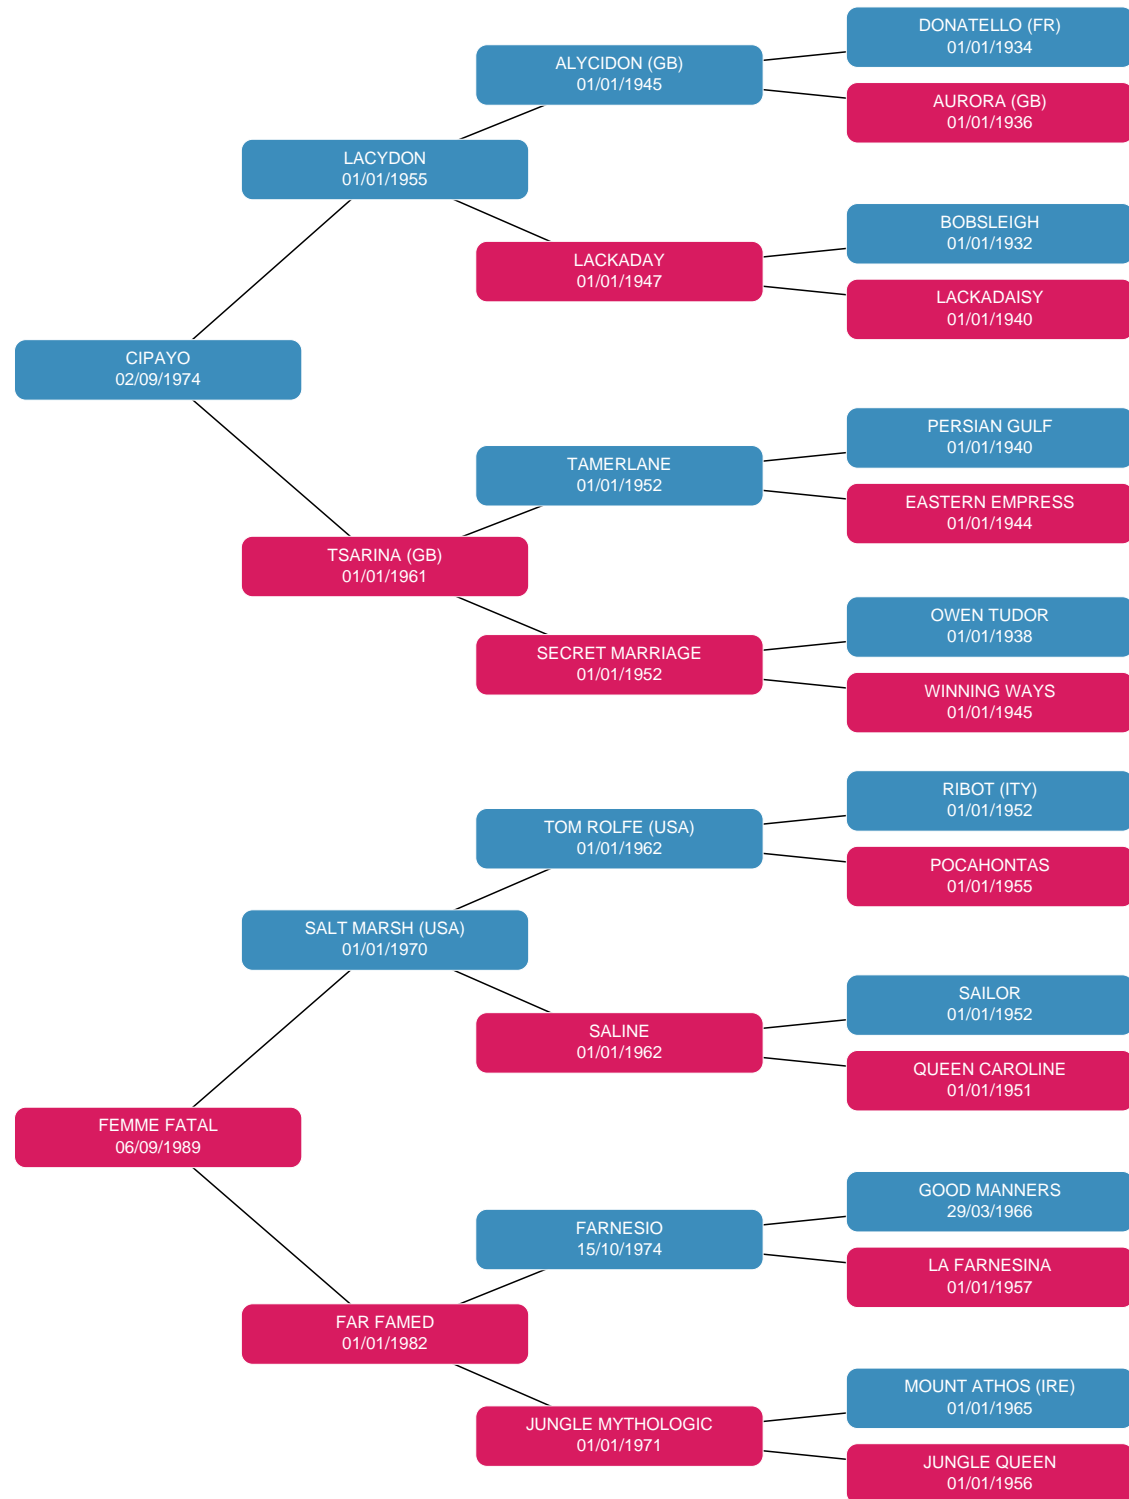 DONATELLO (FR)
01/01/1934
ALYCIDON (GB)
01/01/1945
AURORA (GB)
01/01/1936
LACYDON
01/01/1955
BOBSLEIGH
01/01/1932
LACKADAY
01/01/1947
LACKADAISY
01/01/1940
CIPAYO
02/09/1974
PERSIAN GULF
01/01/1940
TAMERLANE
01/01/1952
EASTERN EMPRESS
01/01/1944
TSARINA (GB)
01/01/1961
OWEN TUDOR
01/01/1938
SECRET MARRIAGE
01/01/1952
WINNING WAYS
01/01/1945
RIBOT (ITY)
01/01/1952
TOM ROLFE (USA)
01/01/1962
POCAHONTAS
01/01/1955
SALT MARSH (USA)
01/01/1970
SAILOR
01/01/1952
SALINE
01/01/1962
QUEEN CAROLINE
01/01/1951
FEMME FATAL
06/09/1989
GOOD MANNERS
29/03/1966
FARNESIO
15/10/1974
LA FARNESINA
01/01/1957
FAR FAMED
01/01/1982
MOUNT ATHOS (IRE)
01/01/1965
JUNGLE MYTHOLOGIC
01/01/1971
JUNGLE QUEEN
01/01/1956